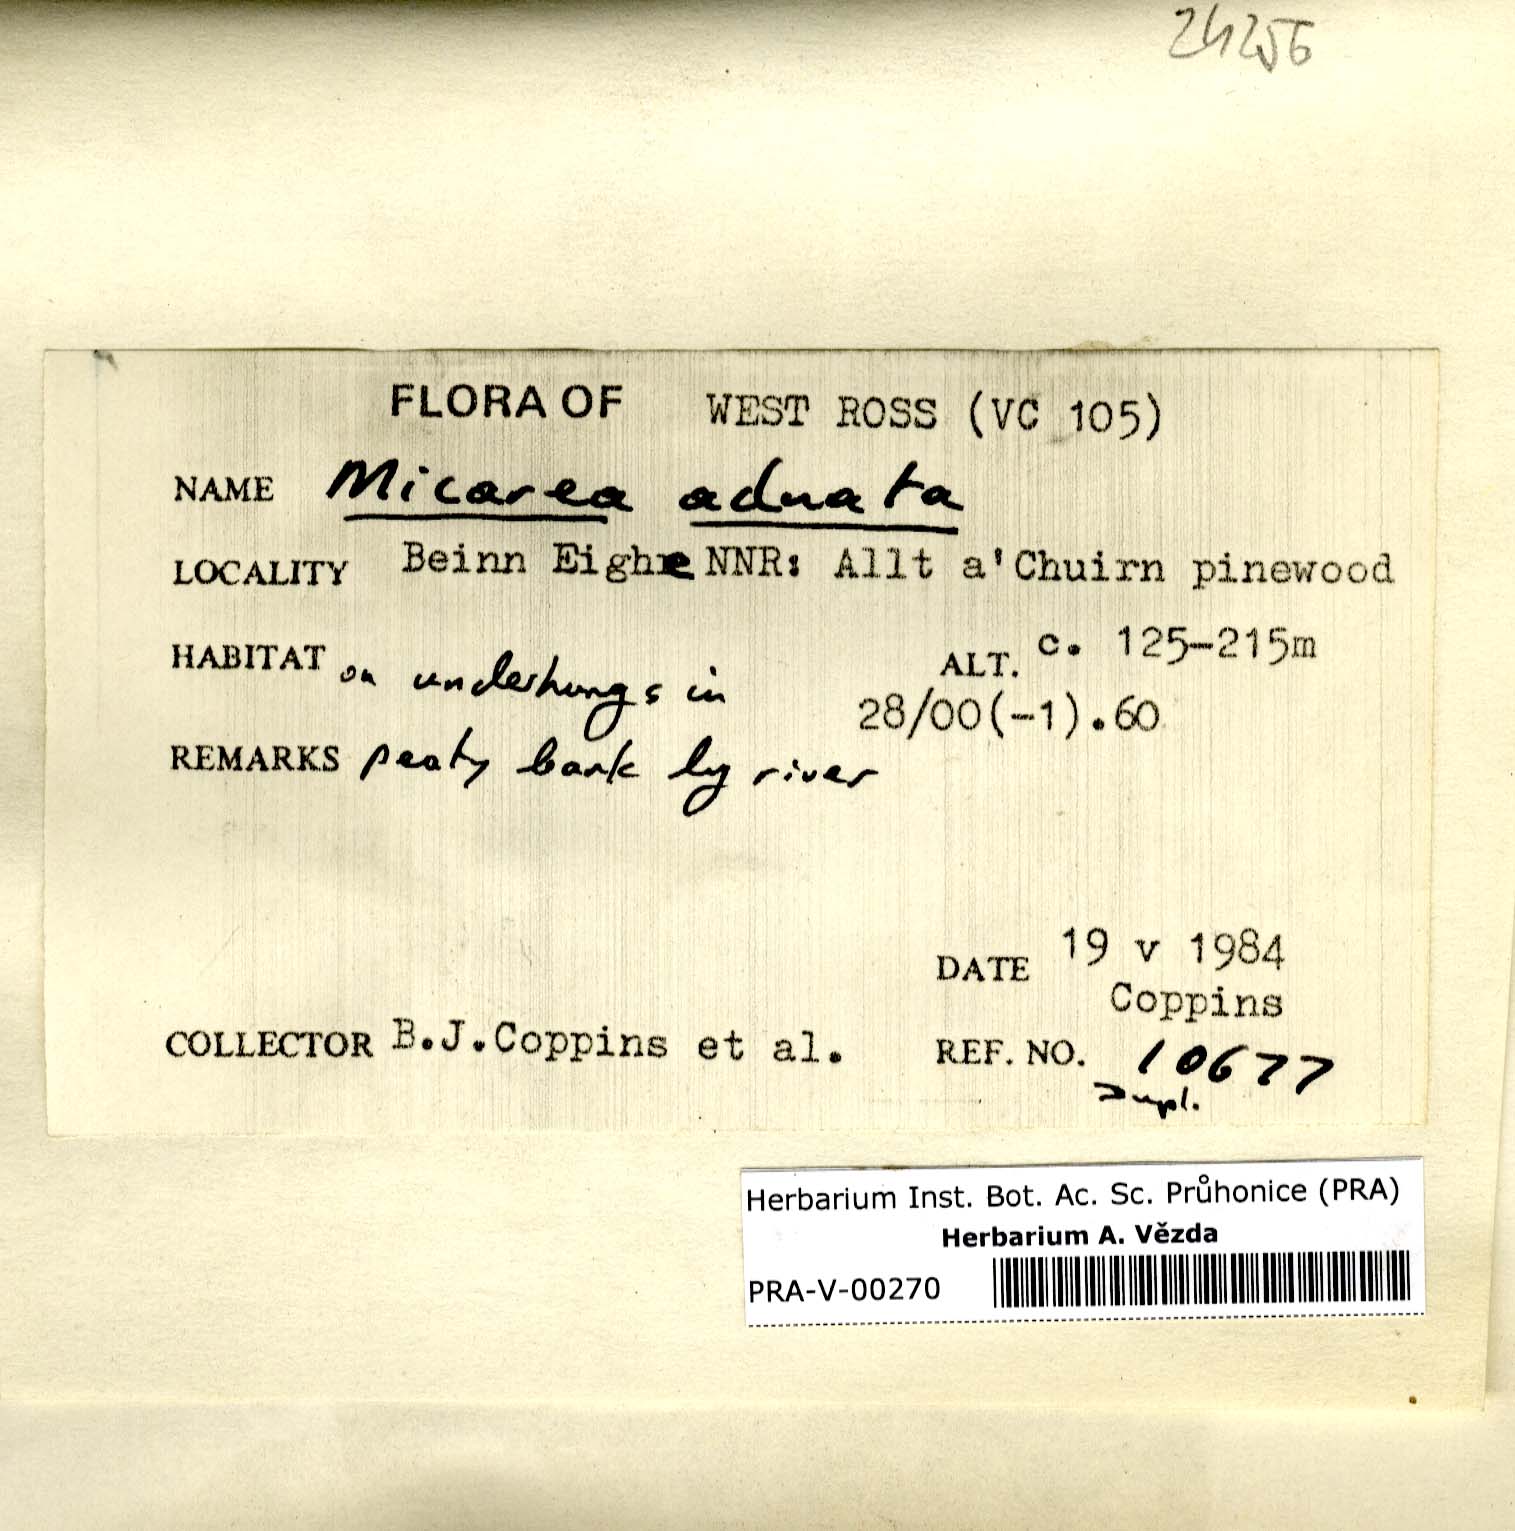 24256
FLORA OF WEST ROSS (VC 105)
NAME Micarea adnata
LOCALITY Beinn Eighe NNR: Allt a'Chuirn pinewood
HABITAT on underhungs in ALT. c. 125-215m
28/00(-1).60
REMARKS peaty bank by river
DATE 19 v 1984
COLLECTOR B.J.Coppins et al. REF. NO. Coppins 10677
Dupl.
Herbarium Inst. Bot. Ac. Sc. Průhonice (PRA)
Herbarium A. Vězda
PRA-V-00270